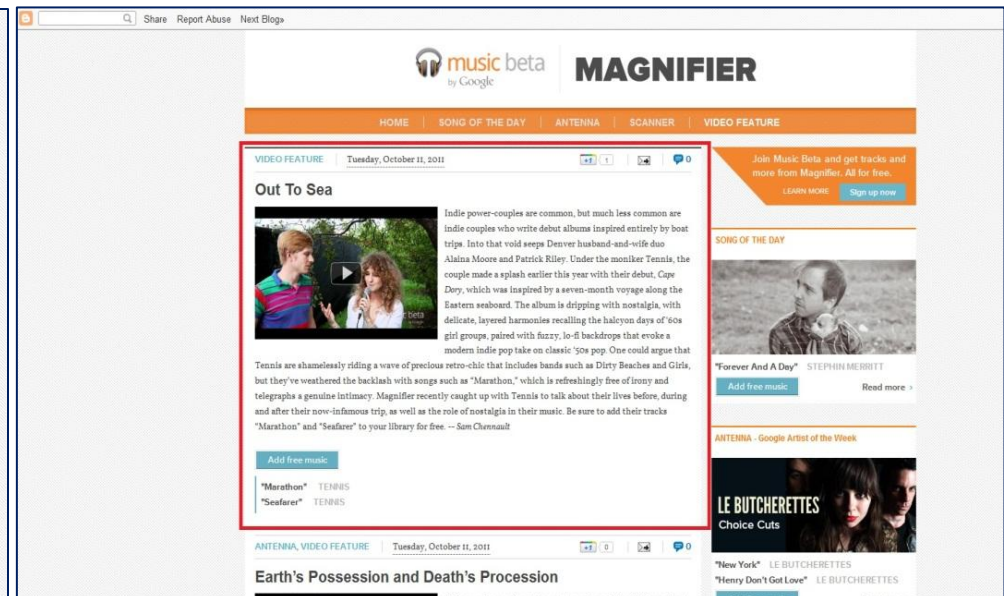 Share Report Abuse Next Blog»
music beta
by Google
MAGNIFIER
HOME SONG OF THE DAY ANTENNA SCANNER VIDEO FEATURE
VIDEO FEATURE Tuesday, October 11, 2011 +1 1 0
Out To Sea
Indie power-couples are common, but much less common are
indie couples who write debut albums inspired entirely by boat
trips. Into that void seeps Denver husband-and-wife duo
Alaina Moore and Patrick Riley. Under the moniker Tennis, the
couple made a splash earlier this year with their debut, Cape
Dory, which was inspired by a seven-month voyage along the
Eastern seaboard. The album is dripping with nostalgia, with
delicate, layered harmonies recalling the halcyon days of '60s
girl groups, paired with fuzzy, lo-fi backdrops that evoke a
modern indie pop take on classic '50s pop. One could argue that
Tennis are shamelessly riding a wave of precious retro-chic that includes bands such as Dirty Beaches and Girls,
but they've weathered the backlash with songs such as "Marathon," which is refreshingly free of irony and
telegraphs a genuine intimacy. Magnifier recently caught up with Tennis to talk about their lives before, during
and after their now-infamous trip, as well as the role of nostalgia in their music. Be sure to add their tracks
"Marathon" and "Seafarer" to your library for free. -- Sam Chennault
Add free music
"Marathon" TENNIS
"Seafarer" TENNIS
ANTENNA, VIDEO FEATURE Tuesday, October 11, 2011 +1 0 0
Earth's Possession and Death's Procession
Join Music Beta and get tracks and
more from Magnifier. All for free.
LEARN MORE Sign up now
SONG OF THE DAY
"Forever And A Day" STEPHIN MERRITT
Add free music Read more ›
ANTENNA - Google Artist of the Week
LE BUTCHERETTES
Choice Cuts
"New York" LE BUTCHERETTES
"Henry Don't Got Love" LE BUTCHERETTES